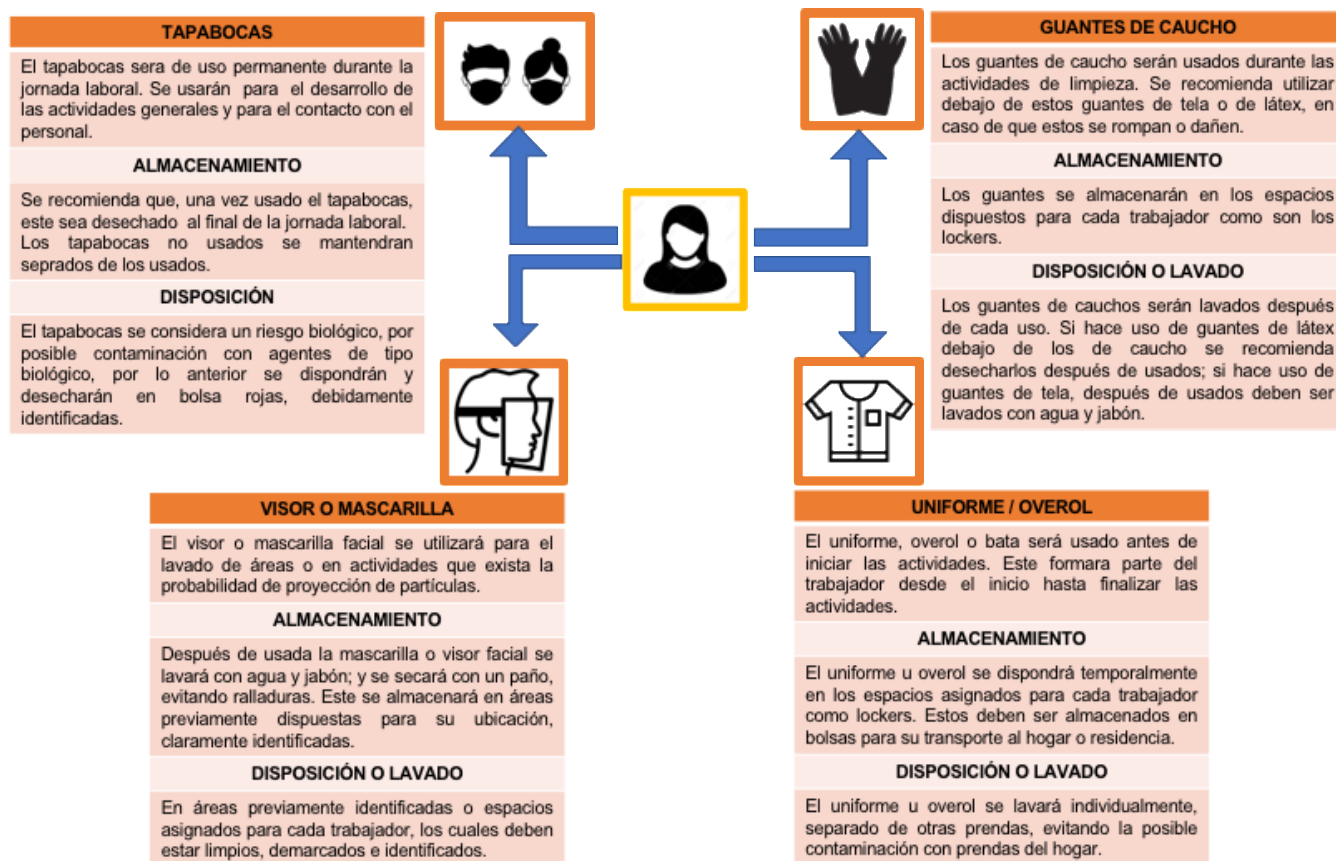 TAPABOCAS
El tapabocas sera de uso permanente durante la
jornada laboral. Se usarán para el desarrollo de
las actividades generales y para el contacto con el
personal.
ALMACENAMIENTO
Se recomienda que, una vez usado el tapabocas,
este sea desechado al final de la jornada laboral.
Los tapabocas no usados se mantendran
seprados de los usados.
DISPOSICIÓN
El tapabocas se considera un riesgo biológico, por
posible contaminación con agentes de tipo
biológico, por lo anterior se dispondrán y
desecharán en bolsa rojas, debidamente
identificadas.
GUANTES DE CAUCHO
Los guantes de caucho serán usados durante las
actividades de limpieza. Se recomienda utilizar
debajo de estos guantes de tela o de látex, en
caso de que estos se rompan o dañen.
ALMACENAMIENTO
Los guantes se almacenarán en los espacios
dispuestos para cada trabajador como son los
lockers.
DISPOSICIÓN O LAVADO
Los guantes de cauchos serán lavados después
de cada uso. Si hace uso de guantes de látex
debajo de los de caucho se recomienda
desecharlos después de usados; si hace uso de
guantes de tela, después de usados deben ser
lavados con agua y jabón.
VISOR O MASCARILLA
El visor o mascarilla facial se utilizará para el
lavado de áreas o en actividades que exista la
probabilidad de proyección de partículas.
ALMACENAMIENTO
Después de usada la mascarilla o visor facial se
lavará con agua y jabón; y se secará con un paño,
evitando ralladuras. Este se almacenará en áreas
previamente dispuestas para su ubicación,
claramente identificadas.
DISPOSICIÓN O LAVADO
En áreas previamente identificadas o espacios
asignados para cada trabajador, los cuales deben
estar limpios, demarcados e identificados.
UNIFORME / OVEROL
El uniforme, overol o bata será usado antes de
iniciar las actividades. Este formara parte del
trabajador desde el inicio hasta finalizar las
actividades.
ALMACENAMIENTO
El uniforme u overol se dispondrá temporalmente
en los espacios asignados para cada trabajador
como lockers. Estos deben ser almacenados en
bolsas para su transporte al hogar o residencia.
DISPOSICIÓN O LAVADO
El uniforme u overol se lavará individualmente,
separado de otras prendas, evitando la posible
contaminación con prendas del hogar.